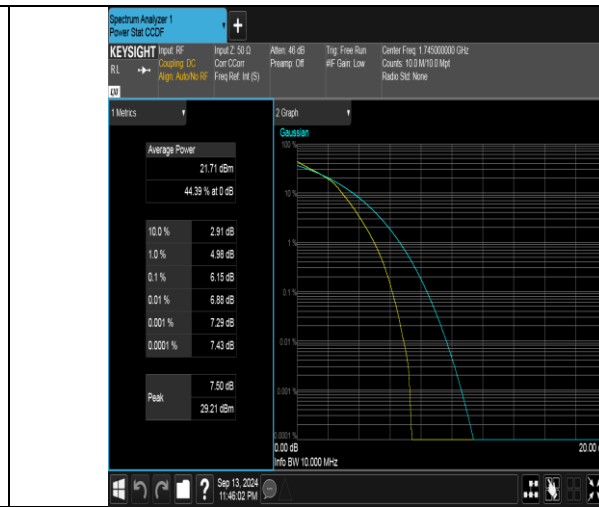 Spectrum Analyzer 1
Power Stat CCDF
+
KEYSIGHT
RL
LXI
Input: RF
Coupling: DC
Align: Auto/No RF
Input Z: 50 Ω
Corr CCorr
Freq Ref: Int (S)
Atten: 46 dB
Preamp: Off
Trig: Free Run
#IF Gain: Low
Center Freq: 1.745000000 GHz
Counts: 10.0 M/10.0 Mpt
Radio Std: None
1 Metrics
Average Power
21.71 dBm
44.39 % at 0 dB
10.0 % 2.91 dB
1.0 % 4.98 dB
0.1 % 6.15 dB
0.01 % 6.88 dB
0.001 % 7.29 dB
0.0001 % 7.43 dB
Peak
7.50 dB
29.21 dBm
2 Graph
Gaussian
100 %
10 %
1 %
0.1 %
0.01 %
0.001 %
0.0001 %
0.00 dB
20.00
Info BW 10.000 MHz
?
Sep 13, 2024
11:46:02 PM